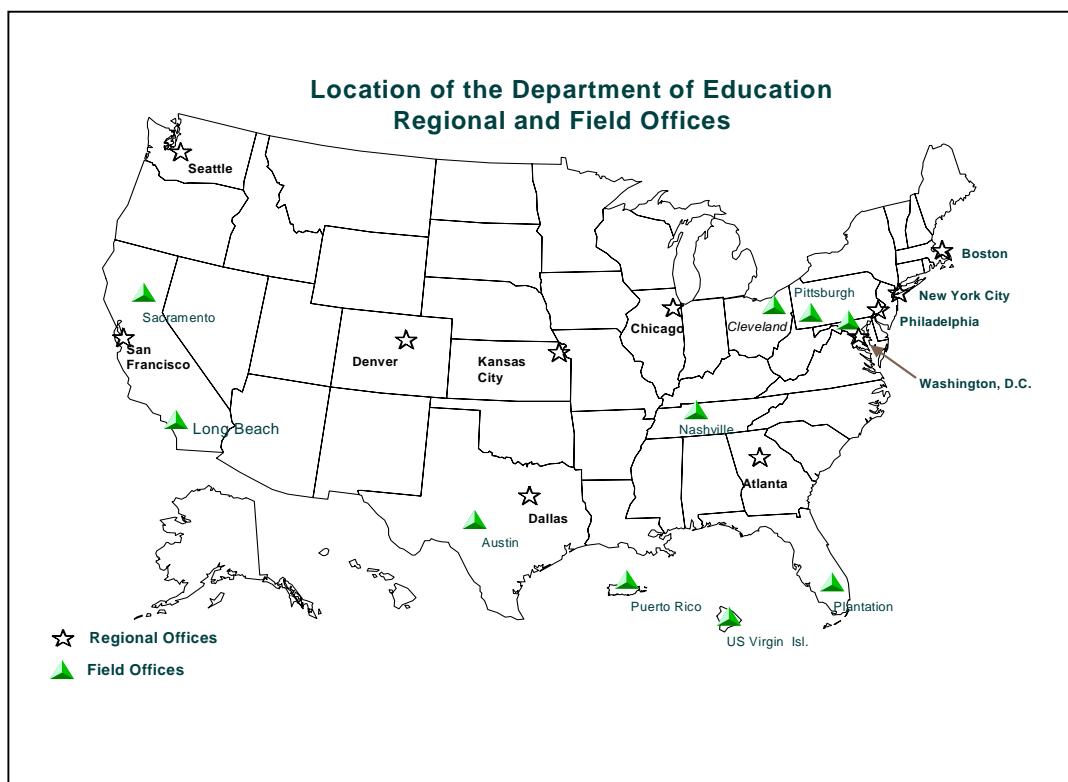 Location of the Department of Education
Regional and Field Offices
Seattle
Boston
Pittsburgh
New York City
Sacramento
Philadelphia
Chicago
Cleveland
San
Francisco
Denver
Kansas
City
Washington, D.C.
Long Beach
Nashville
Atlanta
Dallas
Austin
Puerto Rico
Plantation
US Virgin Isl.
Regional Offices
Field Offices